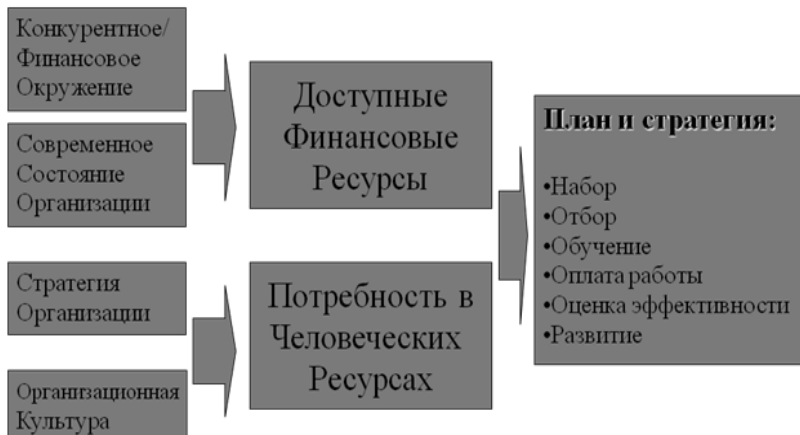 Конкурентное/
Финансовое
Окружение
Современное
Состояние
Организации
Стратегия
Организации
Организационная
Культура
Доступные
Финансовые
Ресурсы
Потребность в
Человеческих
Ресурсах
План и стратегия:
•Набор
•Отбор
•Обучение
•Оплата работы
•Оценка эффективности
•Развитие